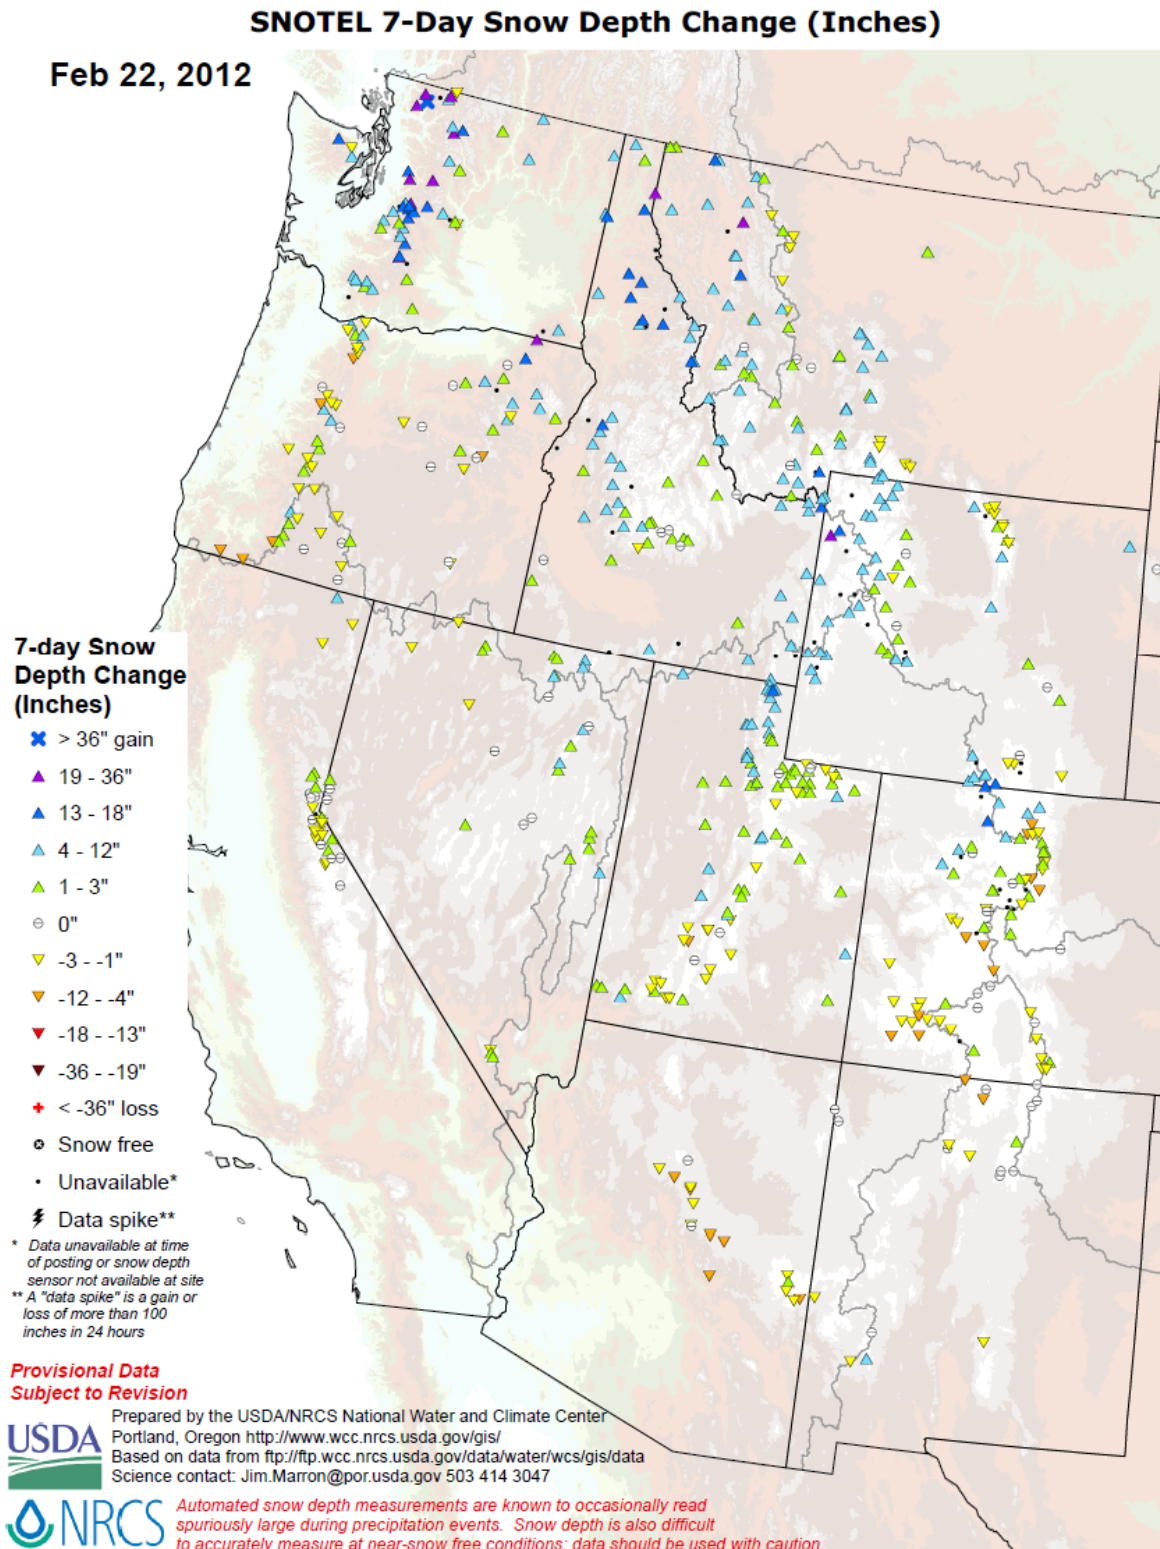 SNOTEL 7-Day Snow Depth Change (Inches)
Feb 22, 2012
7-day Snow
Depth Change
(Inches)
> 36" gain
19 - 36"
13 - 18"
4 - 12"
1 - 3"
0"
-3 - -1"
-12 - -4"
-18 - -13"
-36 - -19"
< -36" loss
Snow free
Unavailable*
Data spike**
* Data unavailable at time
of posting or snow depth
sensor not available at site
** A "data spike" is a gain or
loss of more than 100
inches in 24 hours
Provisional Data
Subject to Revision
USDA
Prepared by the USDA/NRCS National Water and Climate Center
Portland, Oregon http://www.wcc.nrcs.usda.gov/gis/
Based on data from ftp://ftp.wcc.nrcs.usda.gov/data/water/wcs/gis/data
Science contact: Jim.Marron@por.usda.gov 503 414 3047
NRCS
Automated snow depth measurements are known to occasionally read
spuriously large during precipitation events. Snow depth is also difficult
to accurately measure at near-snow free conditions; data should be used with caution